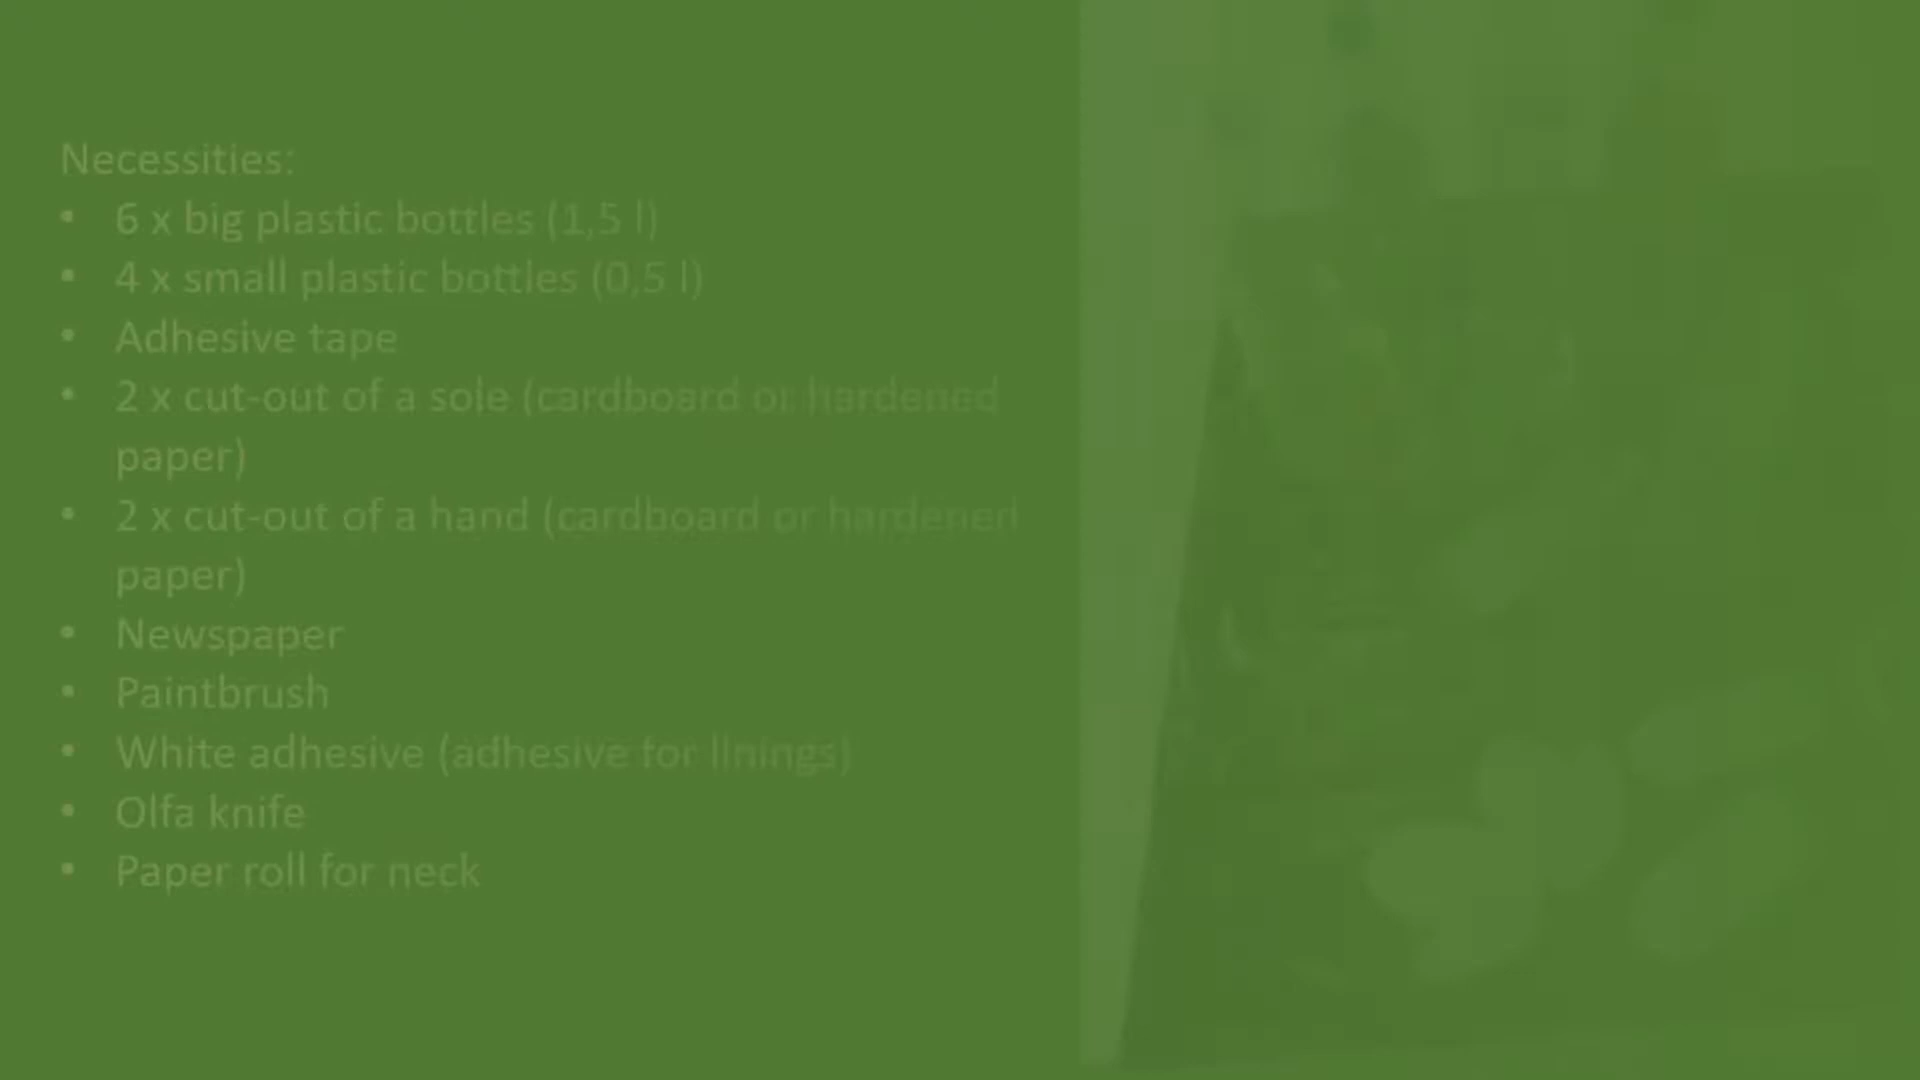 Necessities:
• 6 x big plastic bottles (1,5 l)
• 4 x small plastic bottles (0,5 l)
• Adhesive tape
• 2 x cut-out of a sole (cardboard or hardened
paper)
• 2 x cut-out of a hand (cardboard or hardened
paper)
• Newspaper
• Paintbrush
• White adhesive (adhesive for linings)
• Olfa knife
• Paper roll for neck